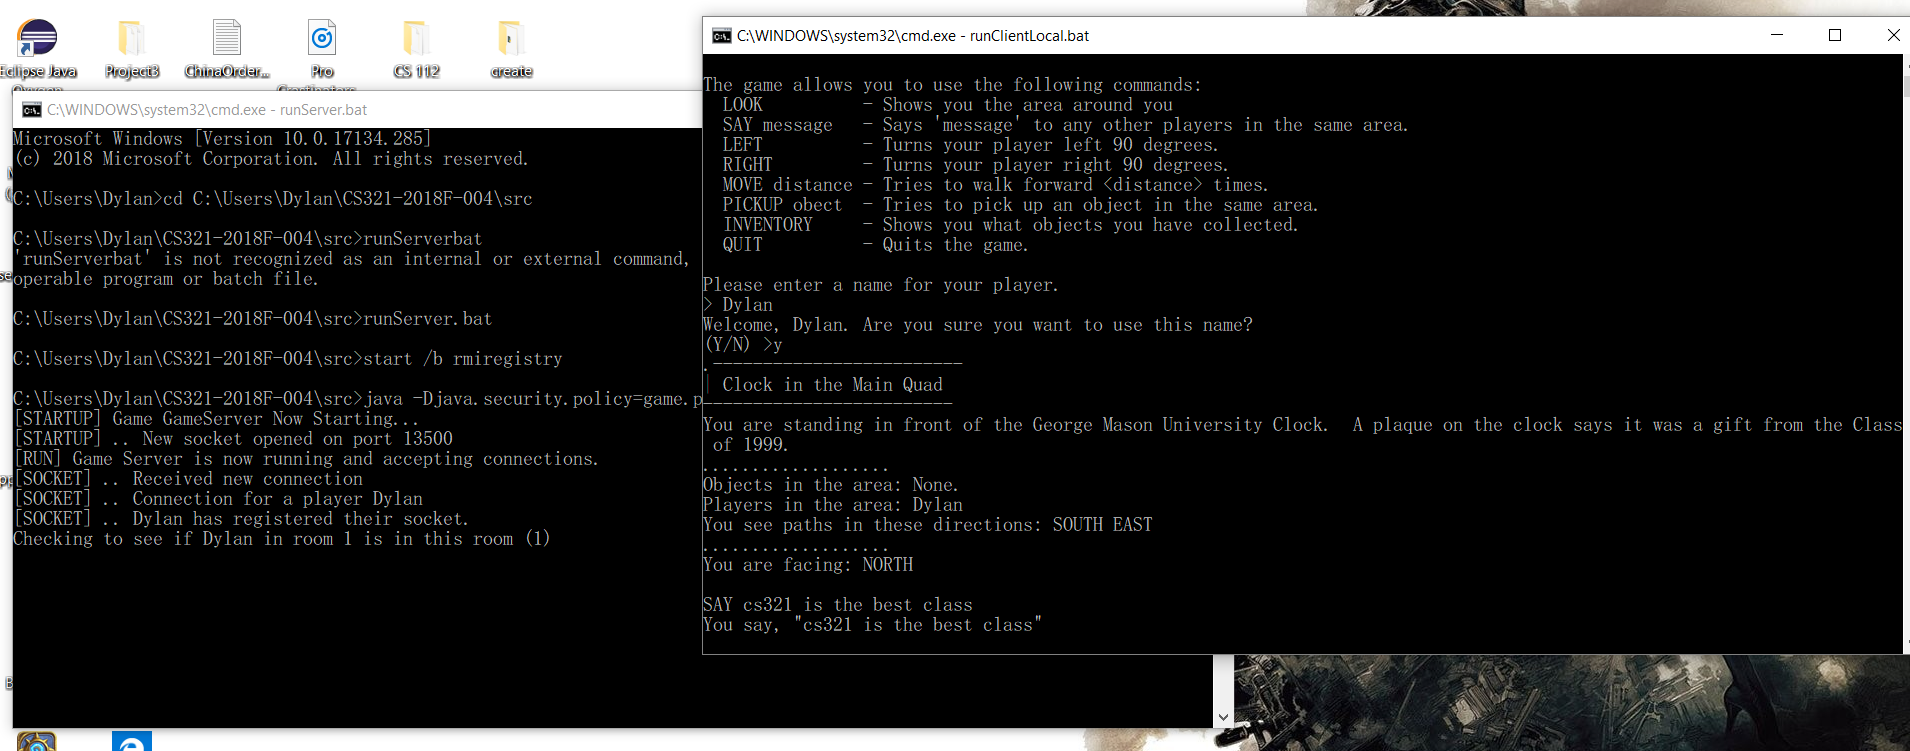 Eclipse Java
Project3
ChinaOrder...
Pro
CS 112
create
C:\WINDOWS\system32\cmd.exe - runServer.bat
Microsoft Windows [Version 10.0.17134.285]
(c) 2018 Microsoft Corporation. All rights reserved.
C:\Users\Dylan>cd C:\Users\Dylan\CS321-2018F-004\src
C:\Users\Dylan\CS321-2018F-004\src>runServerbat
'runServerbat' is not recognized as an internal or external command,
operable program or batch file.
C:\Users\Dylan\CS321-2018F-004\src>runServer.bat
C:\Users\Dylan\CS321-2018F-004\src>start /b rmiregistry
C:\Users\Dylan\CS321-2018F-004\src>java -Djava.security.policy=game.p
[STARTUP] Game GameServer Now Starting...
[STARTUP] .. New socket opened on port 13500
[RUN] Game Server is now running and accepting connections.
[SOCKET] .. Received new connection
[SOCKET] .. Connection for a player Dylan
[SOCKET] .. Dylan has registered their socket.
Checking to see if Dylan in room 1 is in this room (1)
C:\WINDOWS\system32\cmd.exe - runClientLocal.bat
The game allows you to use the following commands:
LOOK - Shows you the area around you
SAY message - Says 'message' to any other players in the same area.
LEFT - Turns your player left 90 degrees.
RIGHT - Turns your player right 90 degrees.
MOVE distance - Tries to walk forward <distance> times.
PICKUP obect - Tries to pick up an object in the same area.
INVENTORY - Shows you what objects you have collected.
QUIT - Quits the game.
Please enter a name for your player.
> Dylan
Welcome, Dylan. Are you sure you want to use this name?
(Y/N) >y
.-------------------------
| Clock in the Main Quad
-------------------------
You are standing in front of the George Mason University Clock.  A plaque on the clock says it was a gift from the Class
of 1999.
...................
Objects in the area: None.
Players in the area: Dylan
You see paths in these directions: SOUTH EAST
...................
You are facing: NORTH
SAY cs321 is the best class
You say, "cs321 is the best class"